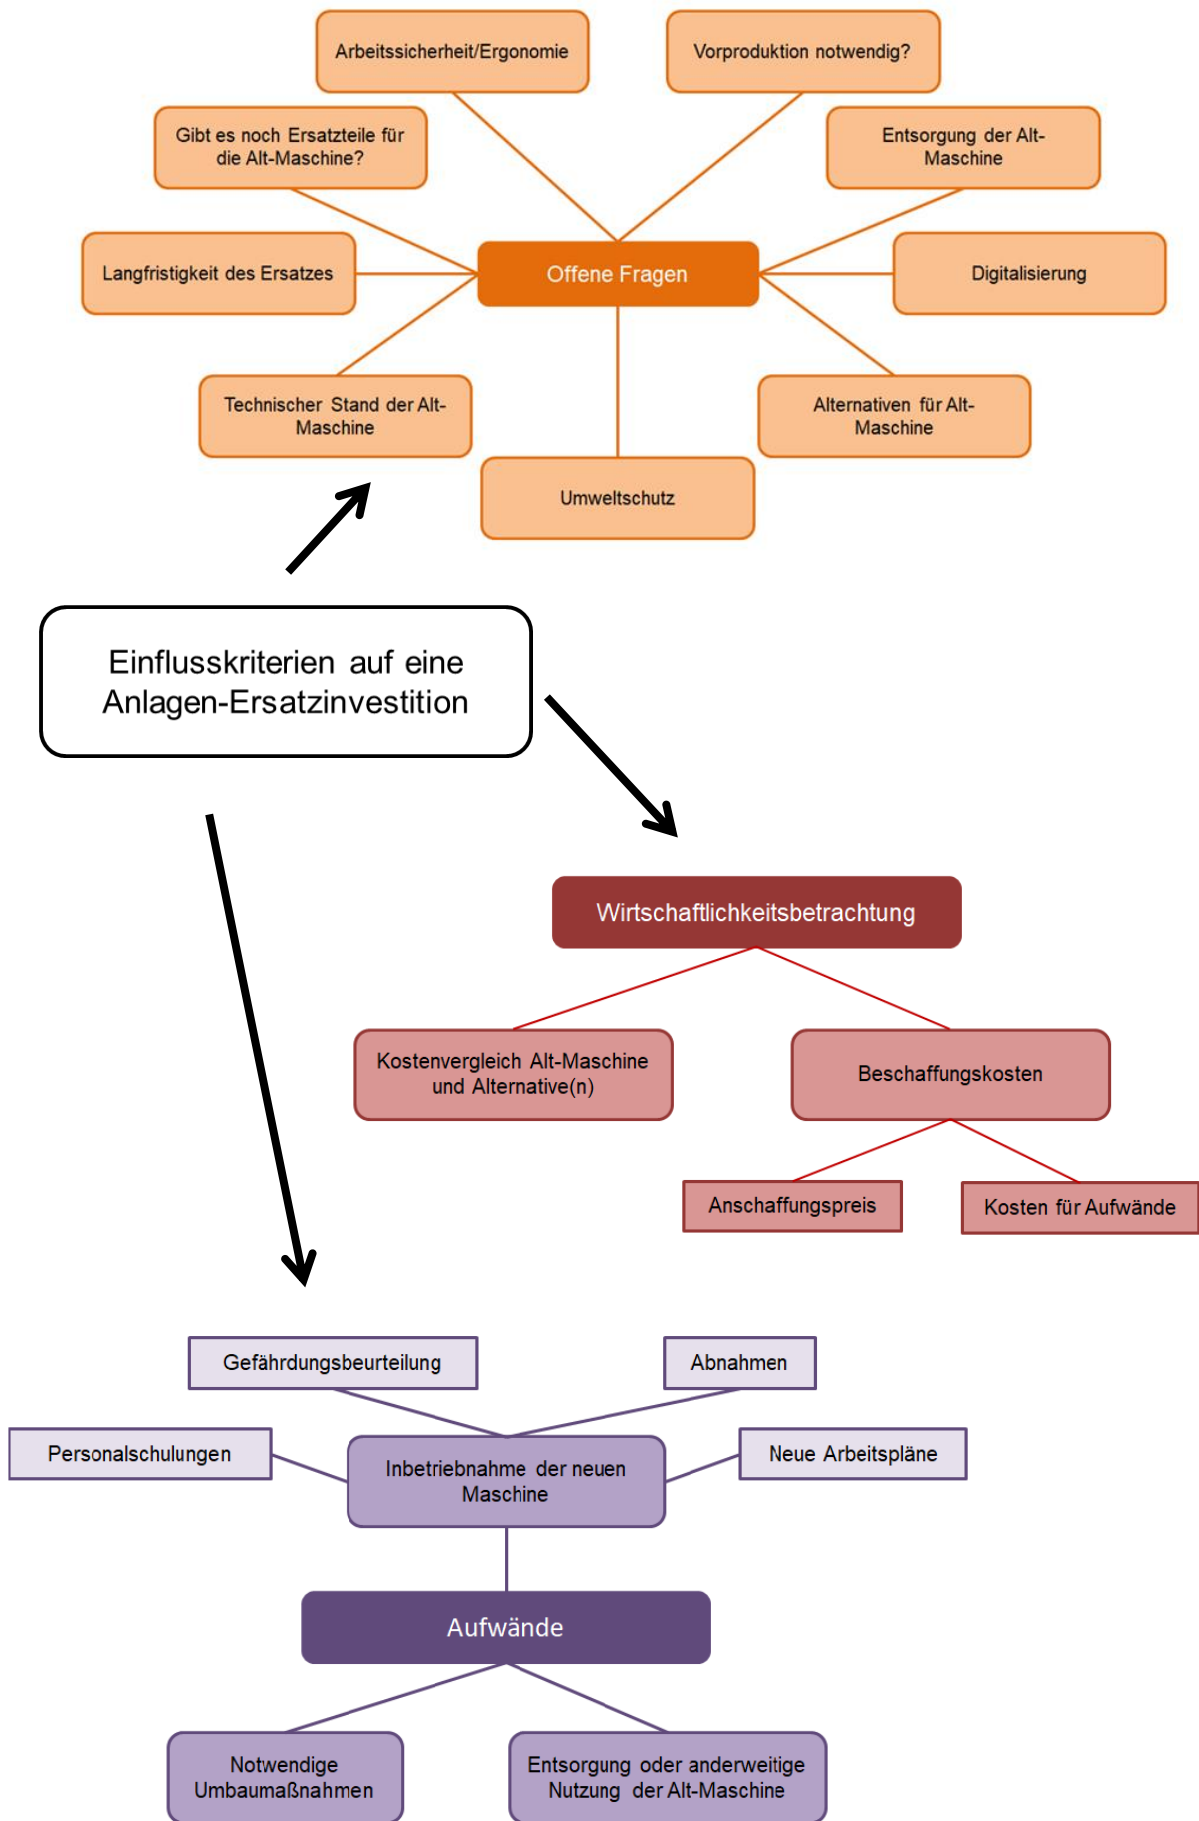 Arbeitssicherheit/Ergonomie
Vorproduktion notwendig?
Gibt es noch Ersatzteile für
die Alt-Maschine?
Entsorgung der Alt-
Maschine
Langfristigkeit des Ersatzes
Offene Fragen
Digitalisierung
Technischer Stand der Alt-
Maschine
Alternativen für Alt-
Maschine
Umweltschutz
Einflusskriterien auf eine
Anlagen-Ersatzinvestition
Wirtschaftlichkeitsbetrachtung
Kostenvergleich Alt-Maschine
und Alternative(n)
Beschaffungskosten
Anschaffungspreis
Kosten für Aufwände
Gefährdungsbeurteilung
Abnahmen
Personalschulungen
Inbetriebnahme der neuen
Maschine
Neue Arbeitspläne
Aufwände
Notwendige
Umbaumaßnahmen
Entsorgung oder anderweitige
Nutzung der Alt-Maschine